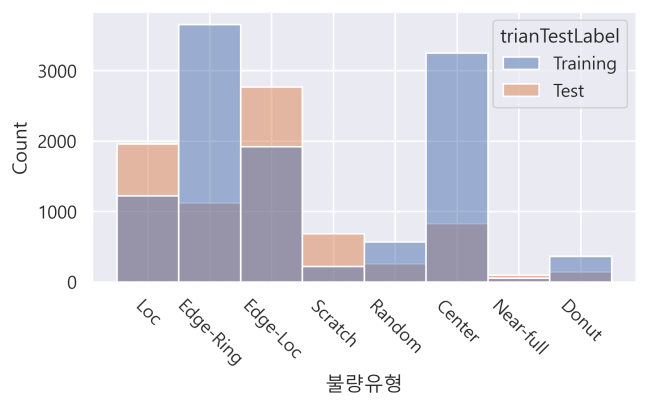 trianTestLabel
Training
Test
Count
3000
2000
1000
0
Loc
Edge-Ring
Edge-Loc
Scratch
Random
Center
Near-full
Donut
불량유형